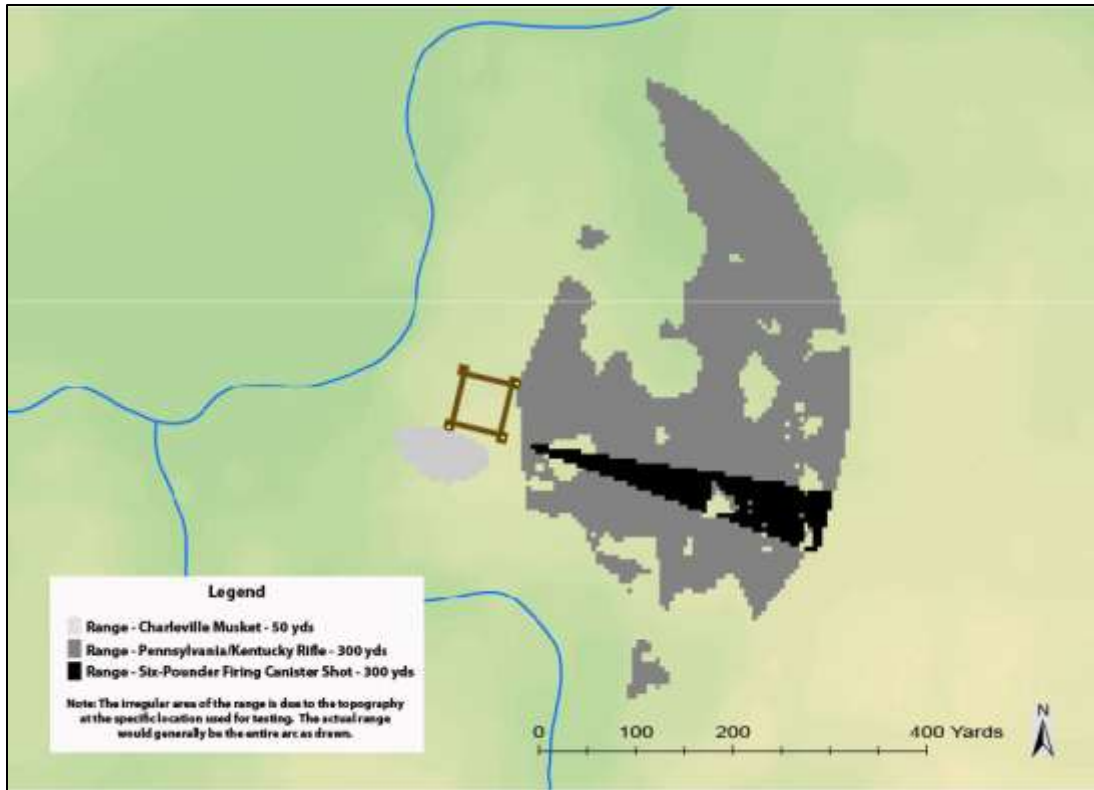 Legend
Range - Charleville Musket - 50 yds
Range - Pennsylvania/Kentucky Rifle - 300 yds
Range - Six-Pounder Firing Canister Shot - 300 yds
Note: The irregular area of the range is due to the topography
at the specific location used for testing. The actual range
would generally be the entire arc as drawn.
0 100 200 400 Yards
N